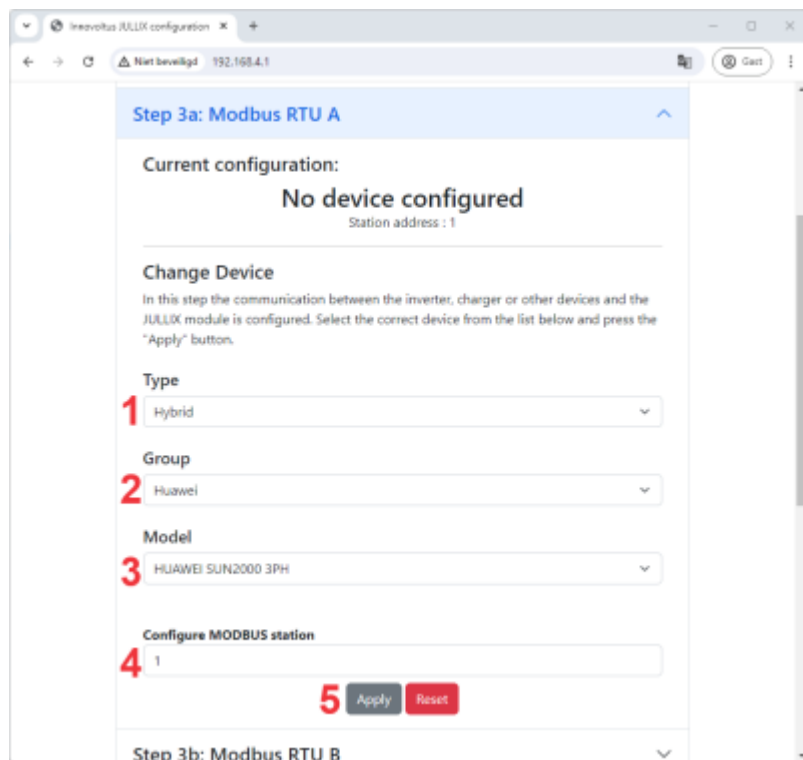 Innovoltus JULLIX configuration
Niet beveiligd 192.168.4.1 Gast
Step 3a: Modbus RTU A
Current configuration:
No device configured
Station address : 1
Change Device
In this step the communication between the inverter, charger or other devices and the
JULLIX module is configured. Select the correct device from the list below and press the
"Apply" button.
Type
1 Hybrid
Group
2 Huawei
Model
3 HUAWEI SUN2000 3PH
Configure MODBUS station
4 1
5 Apply Reset
Step 3b: Modbus RTU B